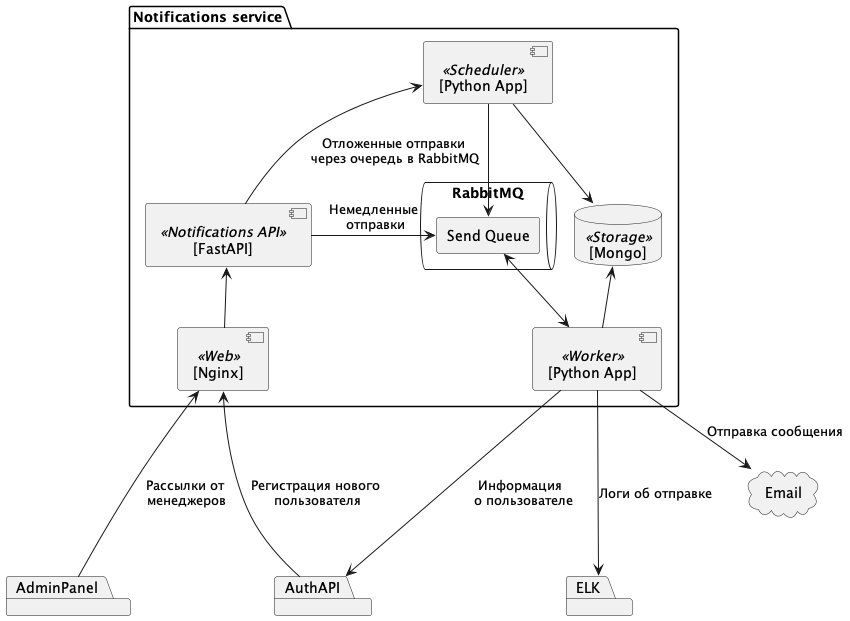 Notifications service
«Scheduler»
[Python App]
Отложенные отправки
через очередь в RabbitMQ
RabbitMQ
Немедленные
отправки
Send Queue
«Notifications API»
[FastAPI]
«Storage»
[Mongo]
«Web»
[Nginx]
«Worker»
[Python App]
Отправка сообщения
Рассылки от
менеджеров
Регистрация нового
пользователя
Информация
о пользователе
Логи об отправке
Email
AdminPanel
AuthAPI
ELK